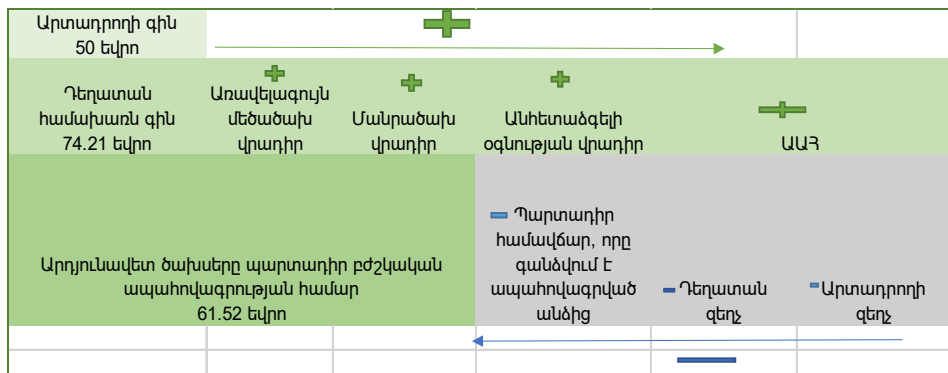 Արտադրողի գին
50 եվրո
Դեղատան
համախառն գին
74.21 եվրո
Առավելագույն
մեծածախ
վրադիր
Մանրածախ
վրադիր
Անհետաձգելի
օգնության վրադիր
ԱԱՀ
Արդյունավետ ծախսերը պարտադիր բժշկական
ապահովագրության համար
61.52 եվրո
Պարտադիր
համավճար, որը
գանձվում է
ապահովագրված
անձից
Դեղատան
զեղչ
Արտադրողի
զեղչ